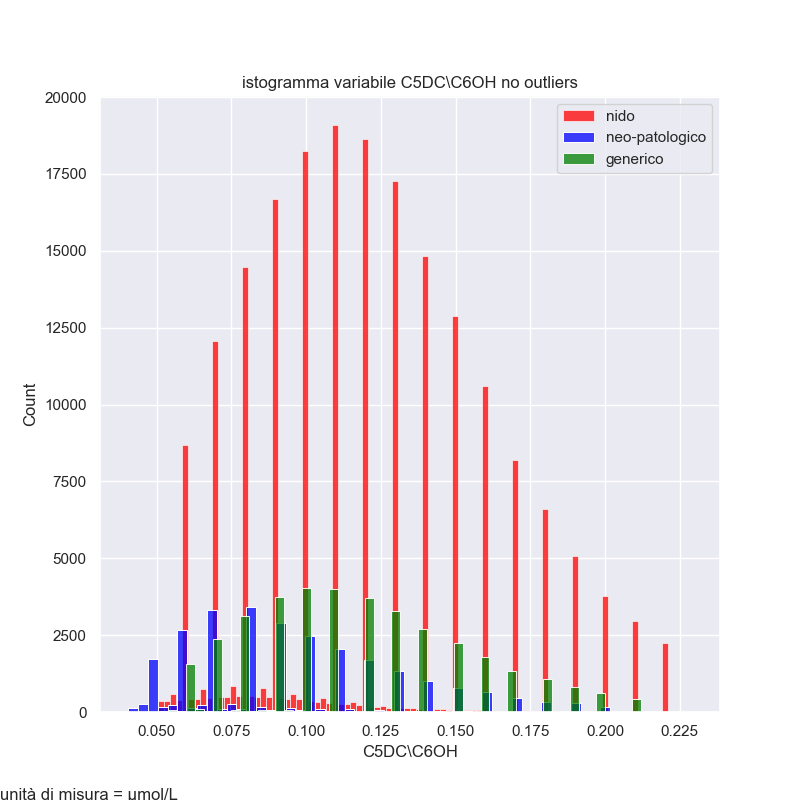 istogramma variabile C5DC\C6OH no outliers
20000
17500
15000
12500
10000
7500
5000
2500
0
Count
nido
neo-patologico
generico
0.050 0.075 0.100 0.125 0.150 0.175 0.200 0.225
C5DC\C6OH
unità di misura = μmol/L